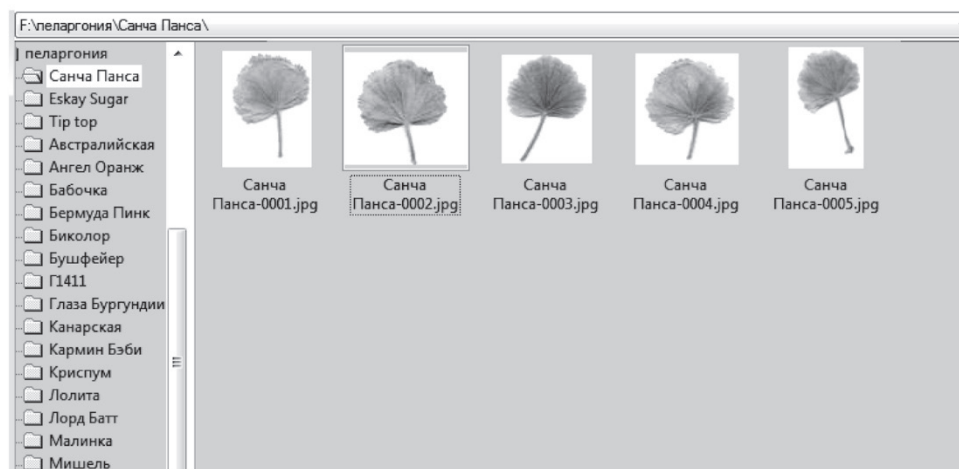 F:\пеларгония\Санча Панса\
пеларгония
Санча Панса
Eskay Sugar
Tip top
Австралийская
Ангел Оранж
Бабочка
Бермуда Пинк
Биколор
Бушфейер
Г1411
Глаза Бургундии
Канарская
Кармин Бэби
Криспум
Лолита
Лорд Батт
Малинка
Мишель
Санча
Панса-0001.jpg
Санча
Панса-0002.jpg
Санча
Панса-0003.jpg
Санча
Панса-0004.jpg
Санча
Панса-0005.jpg